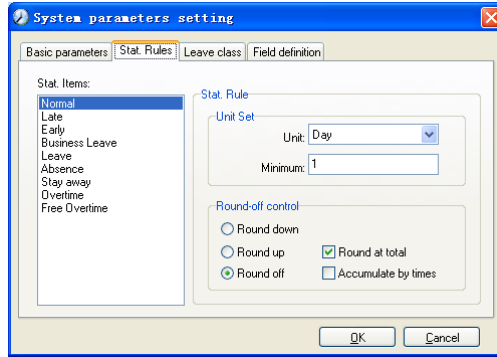 System parameters setting
Basic parameters Stat. Rules Leave class Field definition
Stat. Items:
Normal
Late
Early
Business Leave
Leave
Absence
Stay away
Overtime
Free Overtime
Stat. Rule
Unit Set
Unit: Day
Minimum: 1
Round-off control
Round down
Round up Round at total
Round off Accumulate by times
OK Cancel